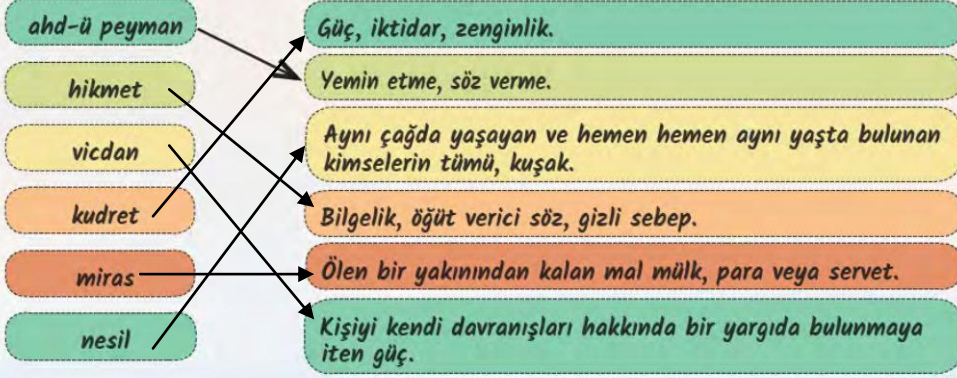 ahd-ü peyman
hikmet
vicdan
kudret
miras
nesil
Güç, iktidar, zenginlik.
Yemin etme, söz verme.
Aynı çağda yaşayan ve hemen hemen aynı yaşta bulunan
kimselerin tümü, kuşak.
Bilgelik, öğüt verici söz, gizli sebep.
Ölen bir yakınından kalan mal mülk, para veya servet.
Kişiyi kendi davranışları hakkında bir yargıda bulunmaya
iten güç.